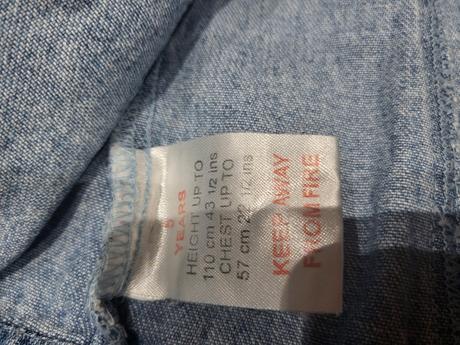 5
YEARS
HEIGHT UP TO
110 cm 43 1/2 ins
CHEST UP TO
57 cm 22 1/2 ins
KEEP AWAY
FROM FIRE